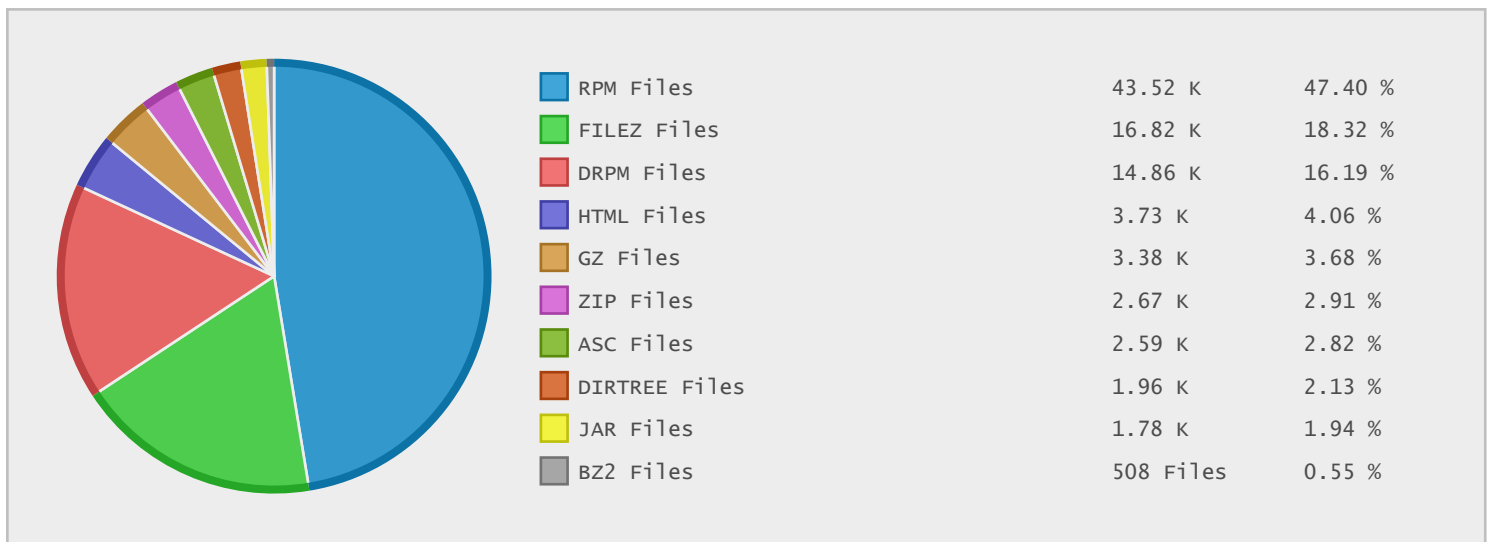 RPM Files 43.52 K 47.40 %
FILEZ Files 16.82 K 18.32 %
DRPM Files 14.86 K 16.19 %
HTML Files 3.73 K 4.06 %
GZ Files 3.38 K 3.68 %
ZIP Files 2.67 K 2.91 %
ASC Files 2.59 K 2.82 %
DIRTREE Files 1.96 K 2.13 %
JAR Files 1.78 K 1.94 %
BZ2 Files 508 Files 0.55 %